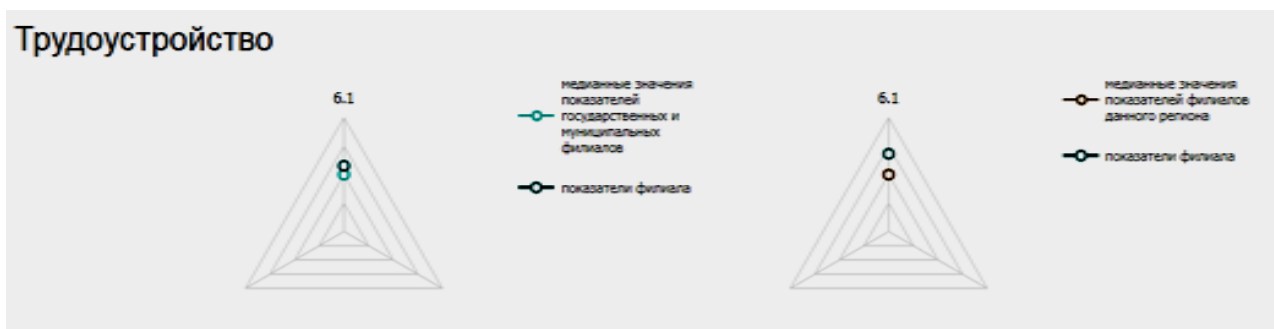 Трудоустройство
6.1
медианные значения
показателей
государственных и
муниципальных
филиалов
показатели филиала
6.1
медианные значения
показателей филиалов
данного региона
показатели филиала